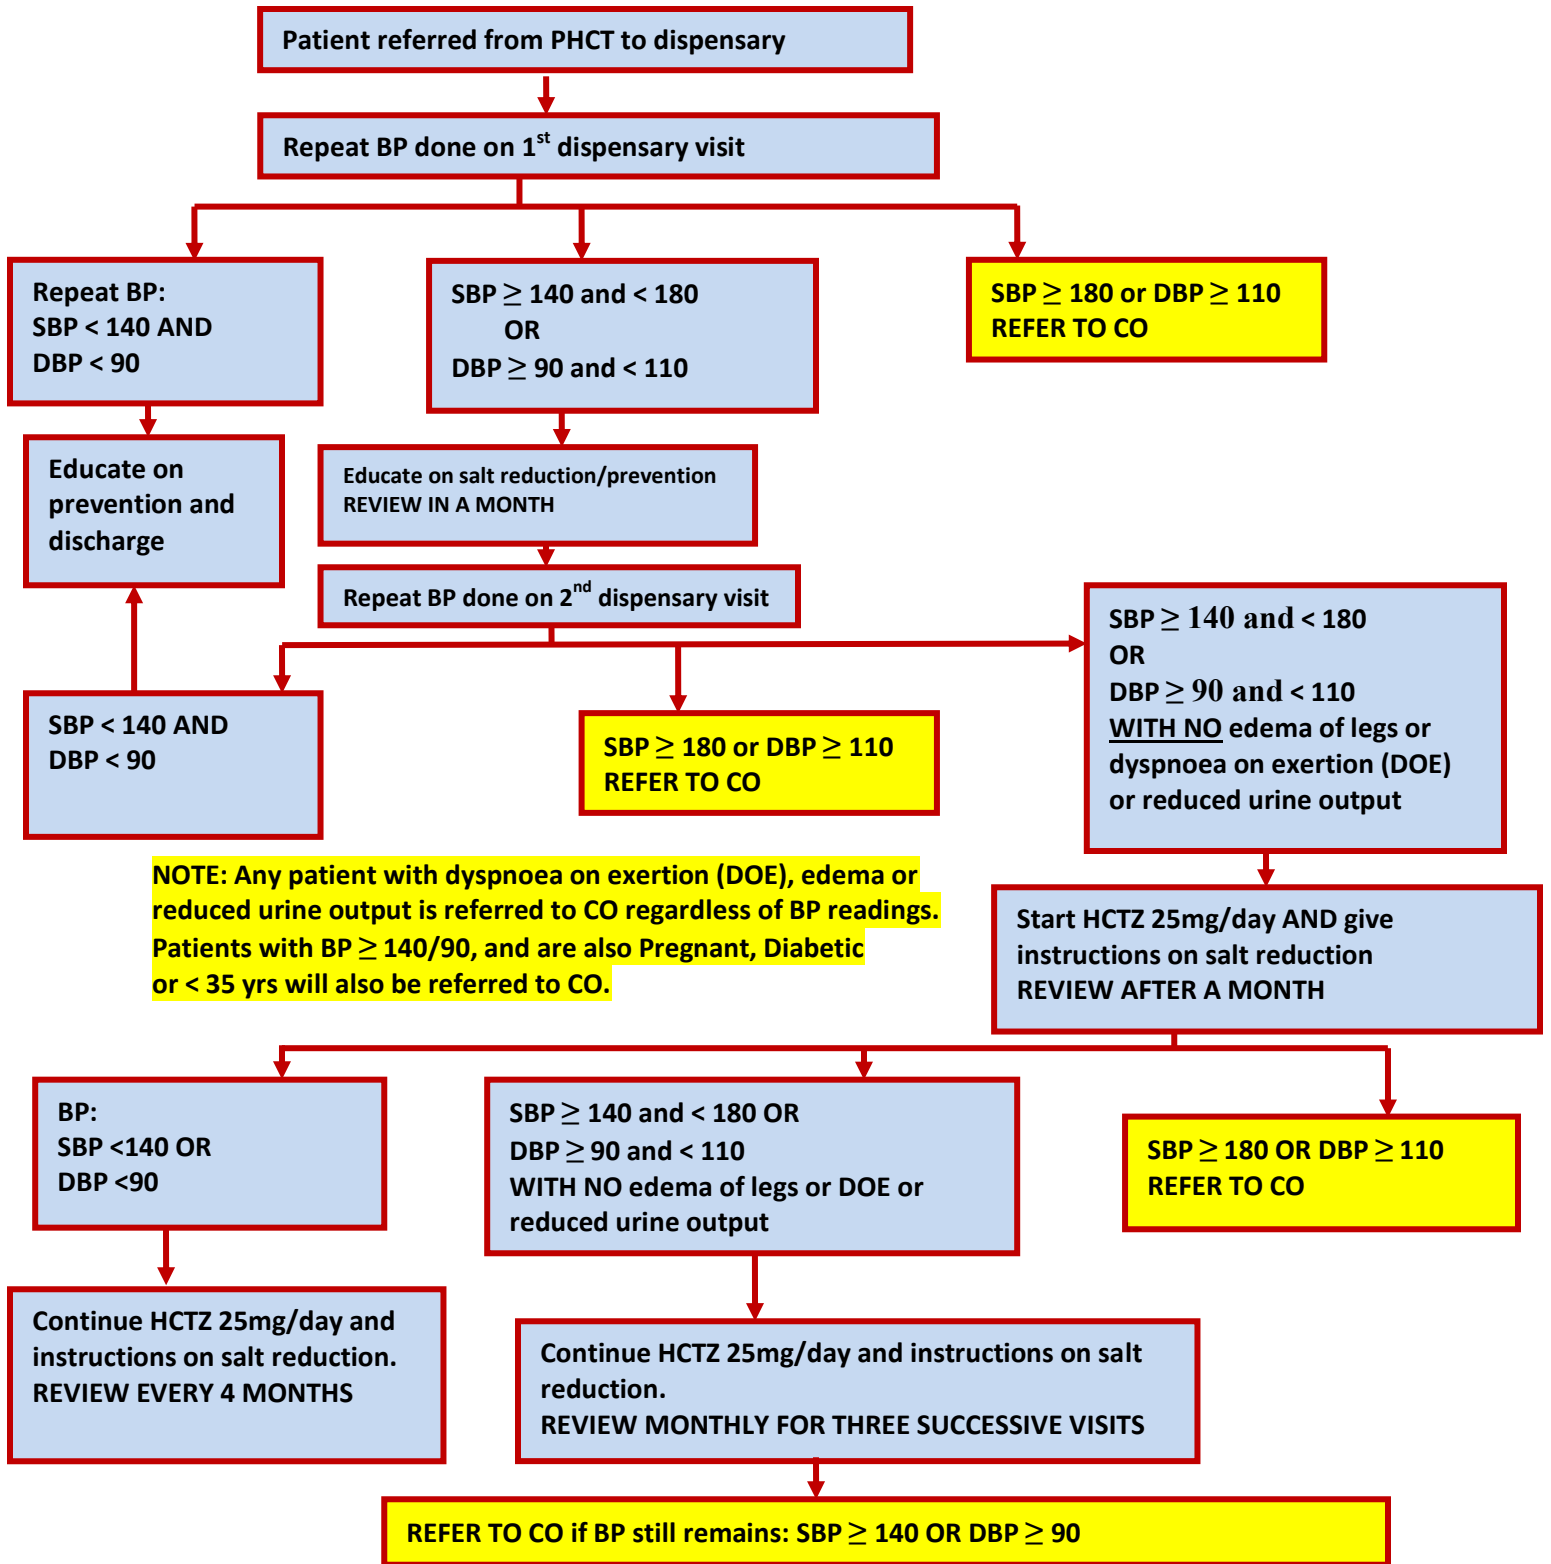 Patient referred from PHCT to dispensary
Repeat BP done on 1st dispensary visit
Repeat BP:
SBP < 140 AND
DBP < 90
SBP ≥ 140 and < 180
OR
DBP ≥ 90 and < 110
SBP ≥ 180 or DBP ≥ 110
REFER TO CO
Educate on
prevention and
discharge
Educate on salt reduction/prevention
REVIEW IN A MONTH
Repeat BP done on 2nd dispensary visit
SBP < 140 AND
DBP < 90
SBP ≥ 180 or DBP ≥ 110
REFER TO CO
SBP ≥ 140 and < 180
OR
DBP ≥ 90 and < 110
WITH NO edema of legs or
dyspnoea on exertion (DOE)
or reduced urine output
NOTE: Any patient with dyspnoea on exertion (DOE), edema or
reduced urine output is referred to CO regardless of BP readings.
Patients with BP ≥ 140/90, and are also Pregnant, Diabetic
or < 35 yrs will also be referred to CO.
Start HCTZ 25mg/day AND give
instructions on salt reduction
REVIEW AFTER A MONTH
BP:
SBP <140 OR
DBP <90
SBP ≥ 140 and < 180 OR
DBP ≥ 90 and < 110
WITH NO edema of legs or DOE or
reduced urine output
SBP ≥ 180 OR DBP ≥ 110
REFER TO CO
Continue HCTZ 25mg/day and
instructions on salt reduction.
REVIEW EVERY 4 MONTHS
Continue HCTZ 25mg/day and instructions on salt
reduction.
REVIEW MONTHLY FOR THREE SUCCESSIVE VISITS
REFER TO CO if BP still remains: SBP ≥ 140 OR DBP ≥ 90